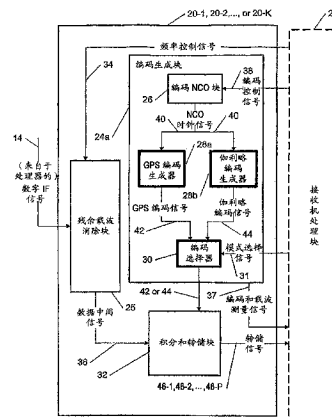 20-1, 20-2,..., or 20-K
2
频率控制信号
34
编码生成块
38
编码NCO块
编码控制信号
26
24a
40
NCO
时钟信号
40
28a
14
GPS 编码生成器
伽利略编码生成器
(来自于处理器的)
数字IF
信号
28b
接收机处理块
残余载波消除块
GPS 编码信号
伽利略编码信号
42
44
模式选择信号
编码选择器
30
31
42 or 44
37
25
编码和载波测量信号
数据中间信号
积分和转储块
转储信号
36
32
46-1, 46-2, ..., 46-P